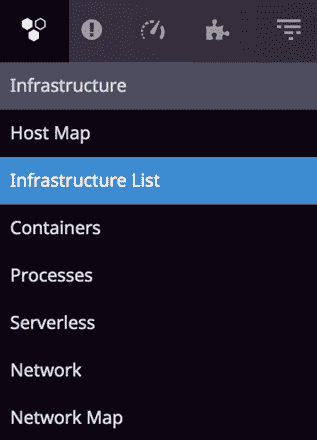 Infrastructure
Host Map
Infrastructure List
Containers
Processes
Serverless
Network
Network Map